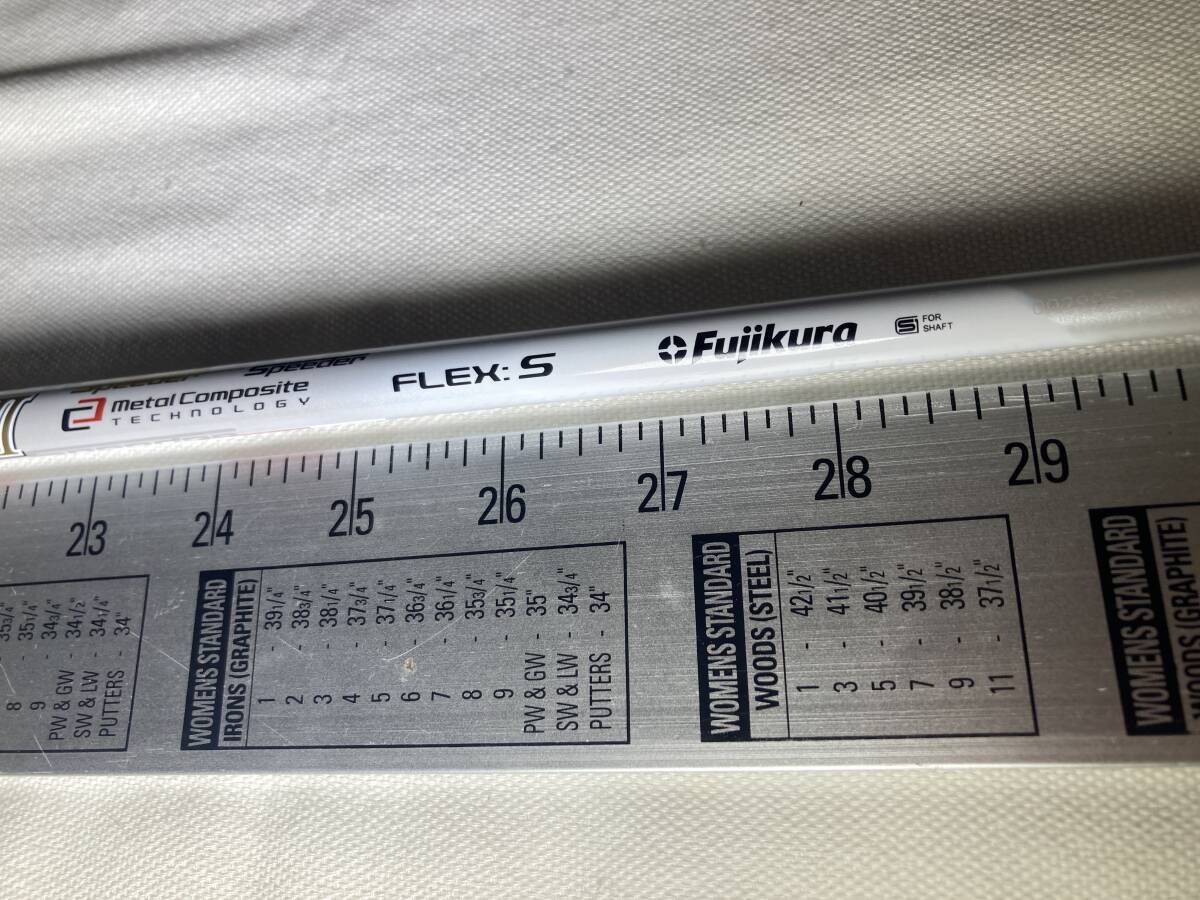 Speeder
Speeder
Metal Composite
TECHNOLOGY
FLEX: S
Fujikura
FOR
SHAFT
23 24 25 26 27 28 29
8 - 35 3/4"
9 - 35 1/4"
PW & GW - 34 3/4"
SW & LW - 34 1/2"
PUTTERS - 34"
WOMENS STANDARD
IRONS (GRAPHITE)
1 - 39 1/4"
2 - 38 3/4"
3 - 38 1/4"
4 - 37 3/4"
5 - 37 1/4"
6 - 36 3/4"
7 - 36 1/4"
8 - 35 3/4"
9 - 35 1/4"
PW & GW - 35"
SW & LW - 34 3/4"
PUTTERS - 34"
WOMENS STANDARD
WOODS (STEEL)
1 - 42 1/2"
3 - 41 1/2"
5 - 40 1/2"
7 - 39 1/2"
9 - 38 1/2"
11 - 37 1/2"
WOMENS STANDARD
WOODS (GRAPHITE)